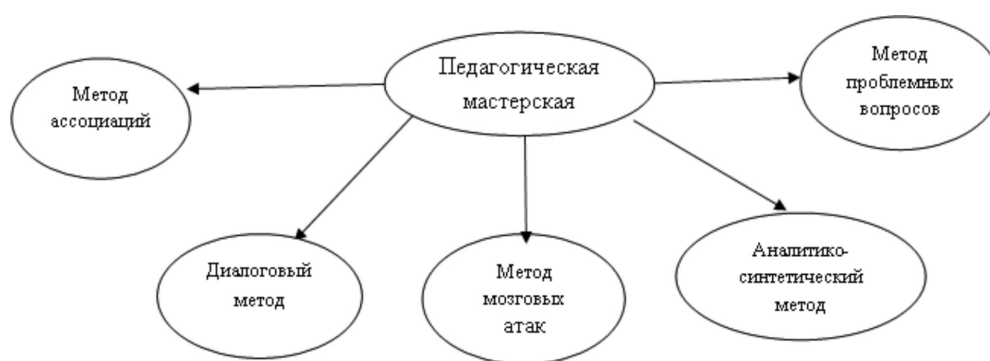 Педагогическая
мастерская
Метод
ассоциаций
Метод
проблемных
вопросов
Диалоговый
метод
Метод
мозговых
атак
Аналитико-
синтетический
метод